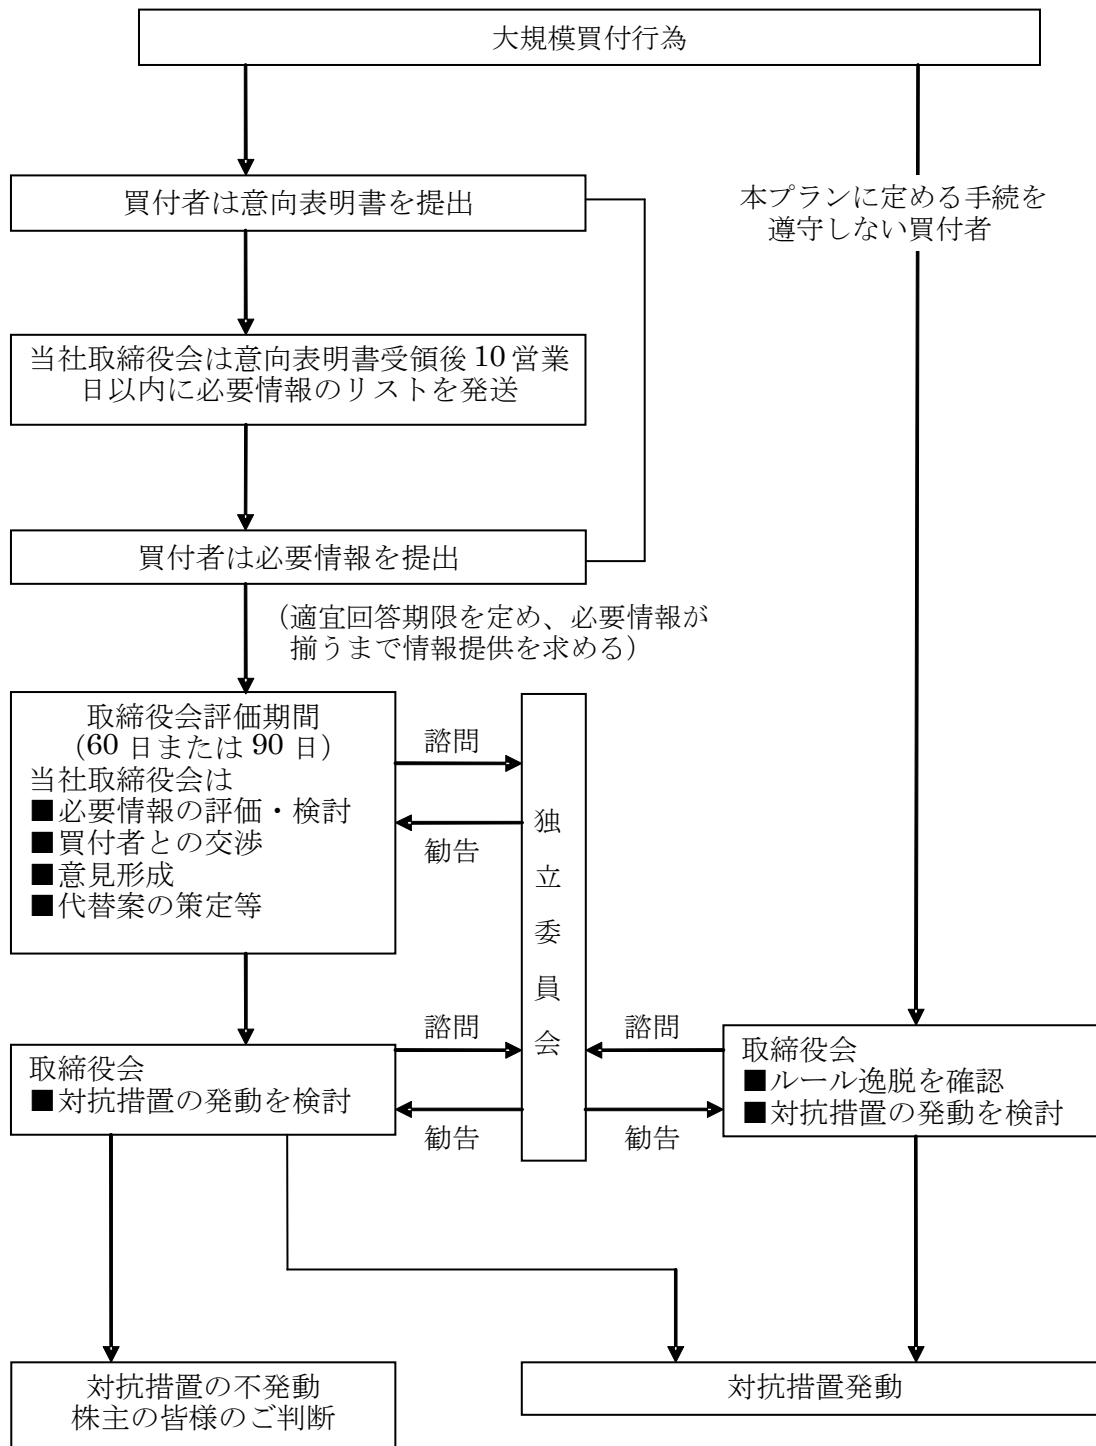 大規模買付行為
買付者は意向表明書を提出
本プランに定める手続を
遵守しない買付者
当社取締役会は意向表明書受領後 10 営業
日以内に必要情報のリストを発送
買付者は必要情報を提出
（適宜回答期限を定め、必要情報が
揃うまで情報提供を求める）
取締役会評価期間
（60 日または 90 日）
当社取締役会は
■必要情報の評価・検討
■買付者との交渉
■意見形成
■代替案の策定等
諮問
勧告
独立委員会
取締役会
■対抗措置の発動を検討
諮問
勧告
諮問
勧告
取締役会
■ルール逸脱を確認
■対抗措置の発動を検討
対抗措置の不発動
株主の皆様のご判断
対抗措置発動